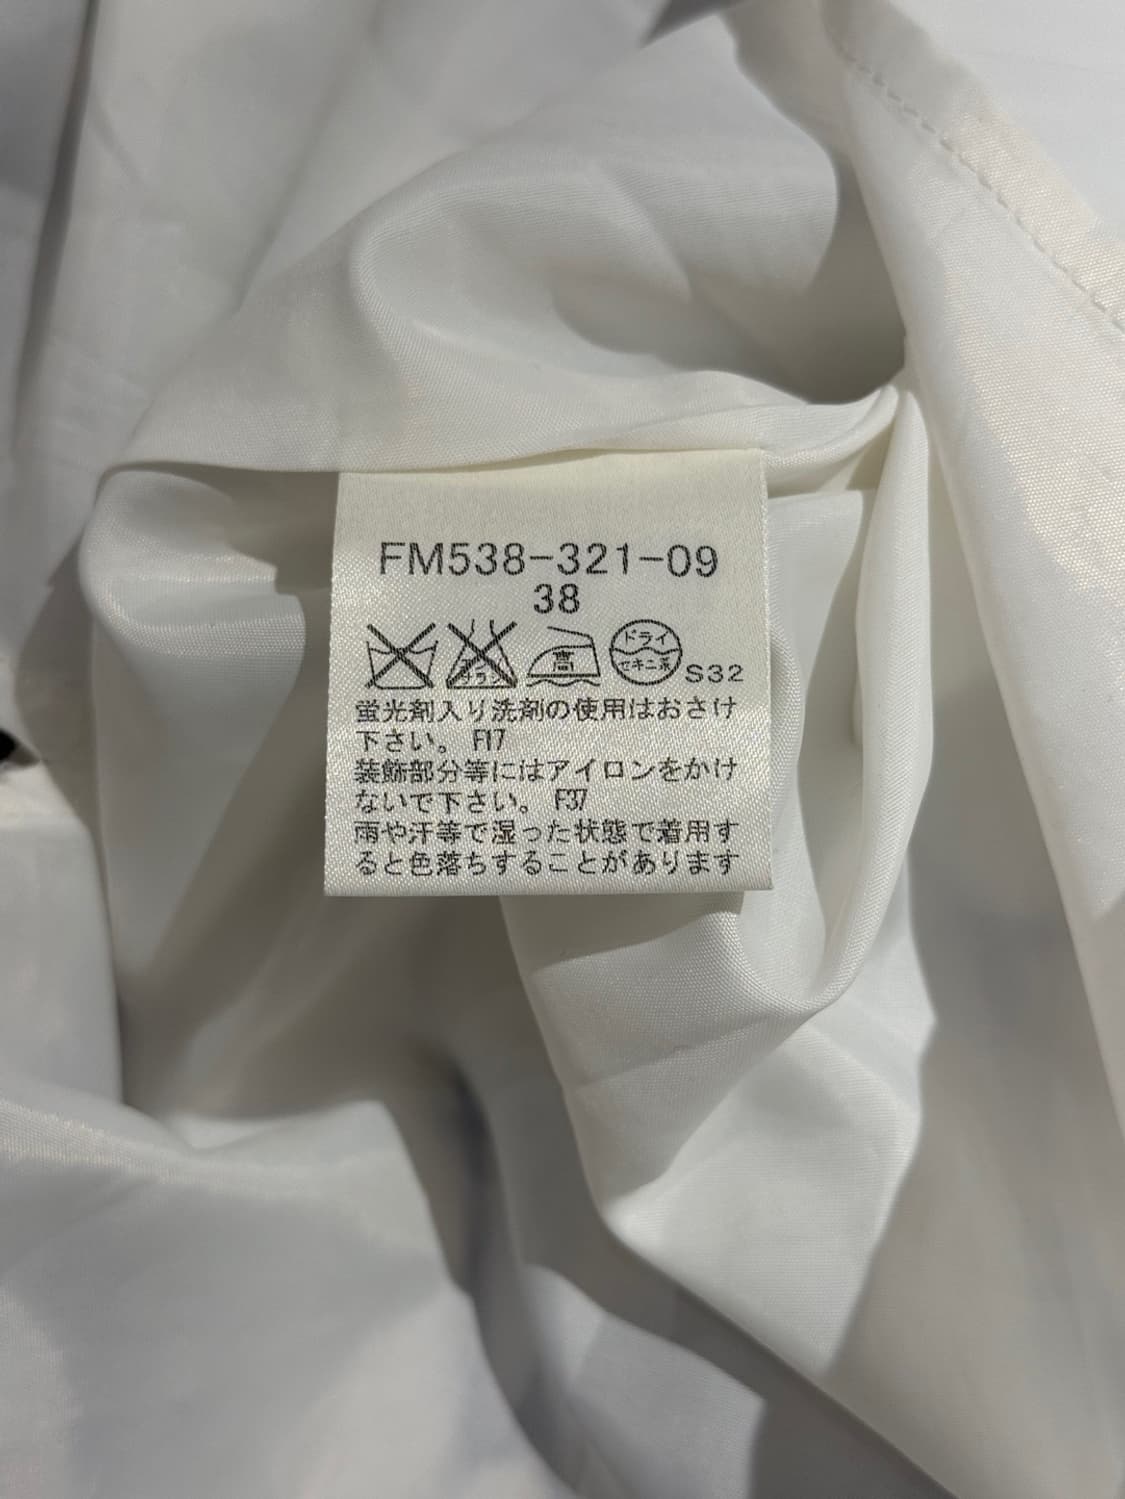 FM538-321-09
38
サラシ 高 ドライ セキユ系 S32
蛍光剤入り洗剤の使用はおさけ
下さい。 F17
装飾部分等にはアイロンをかけ
ないで下さい。 F37
雨や汗等で湿った状態で着用す
ると色落ちすることがあります